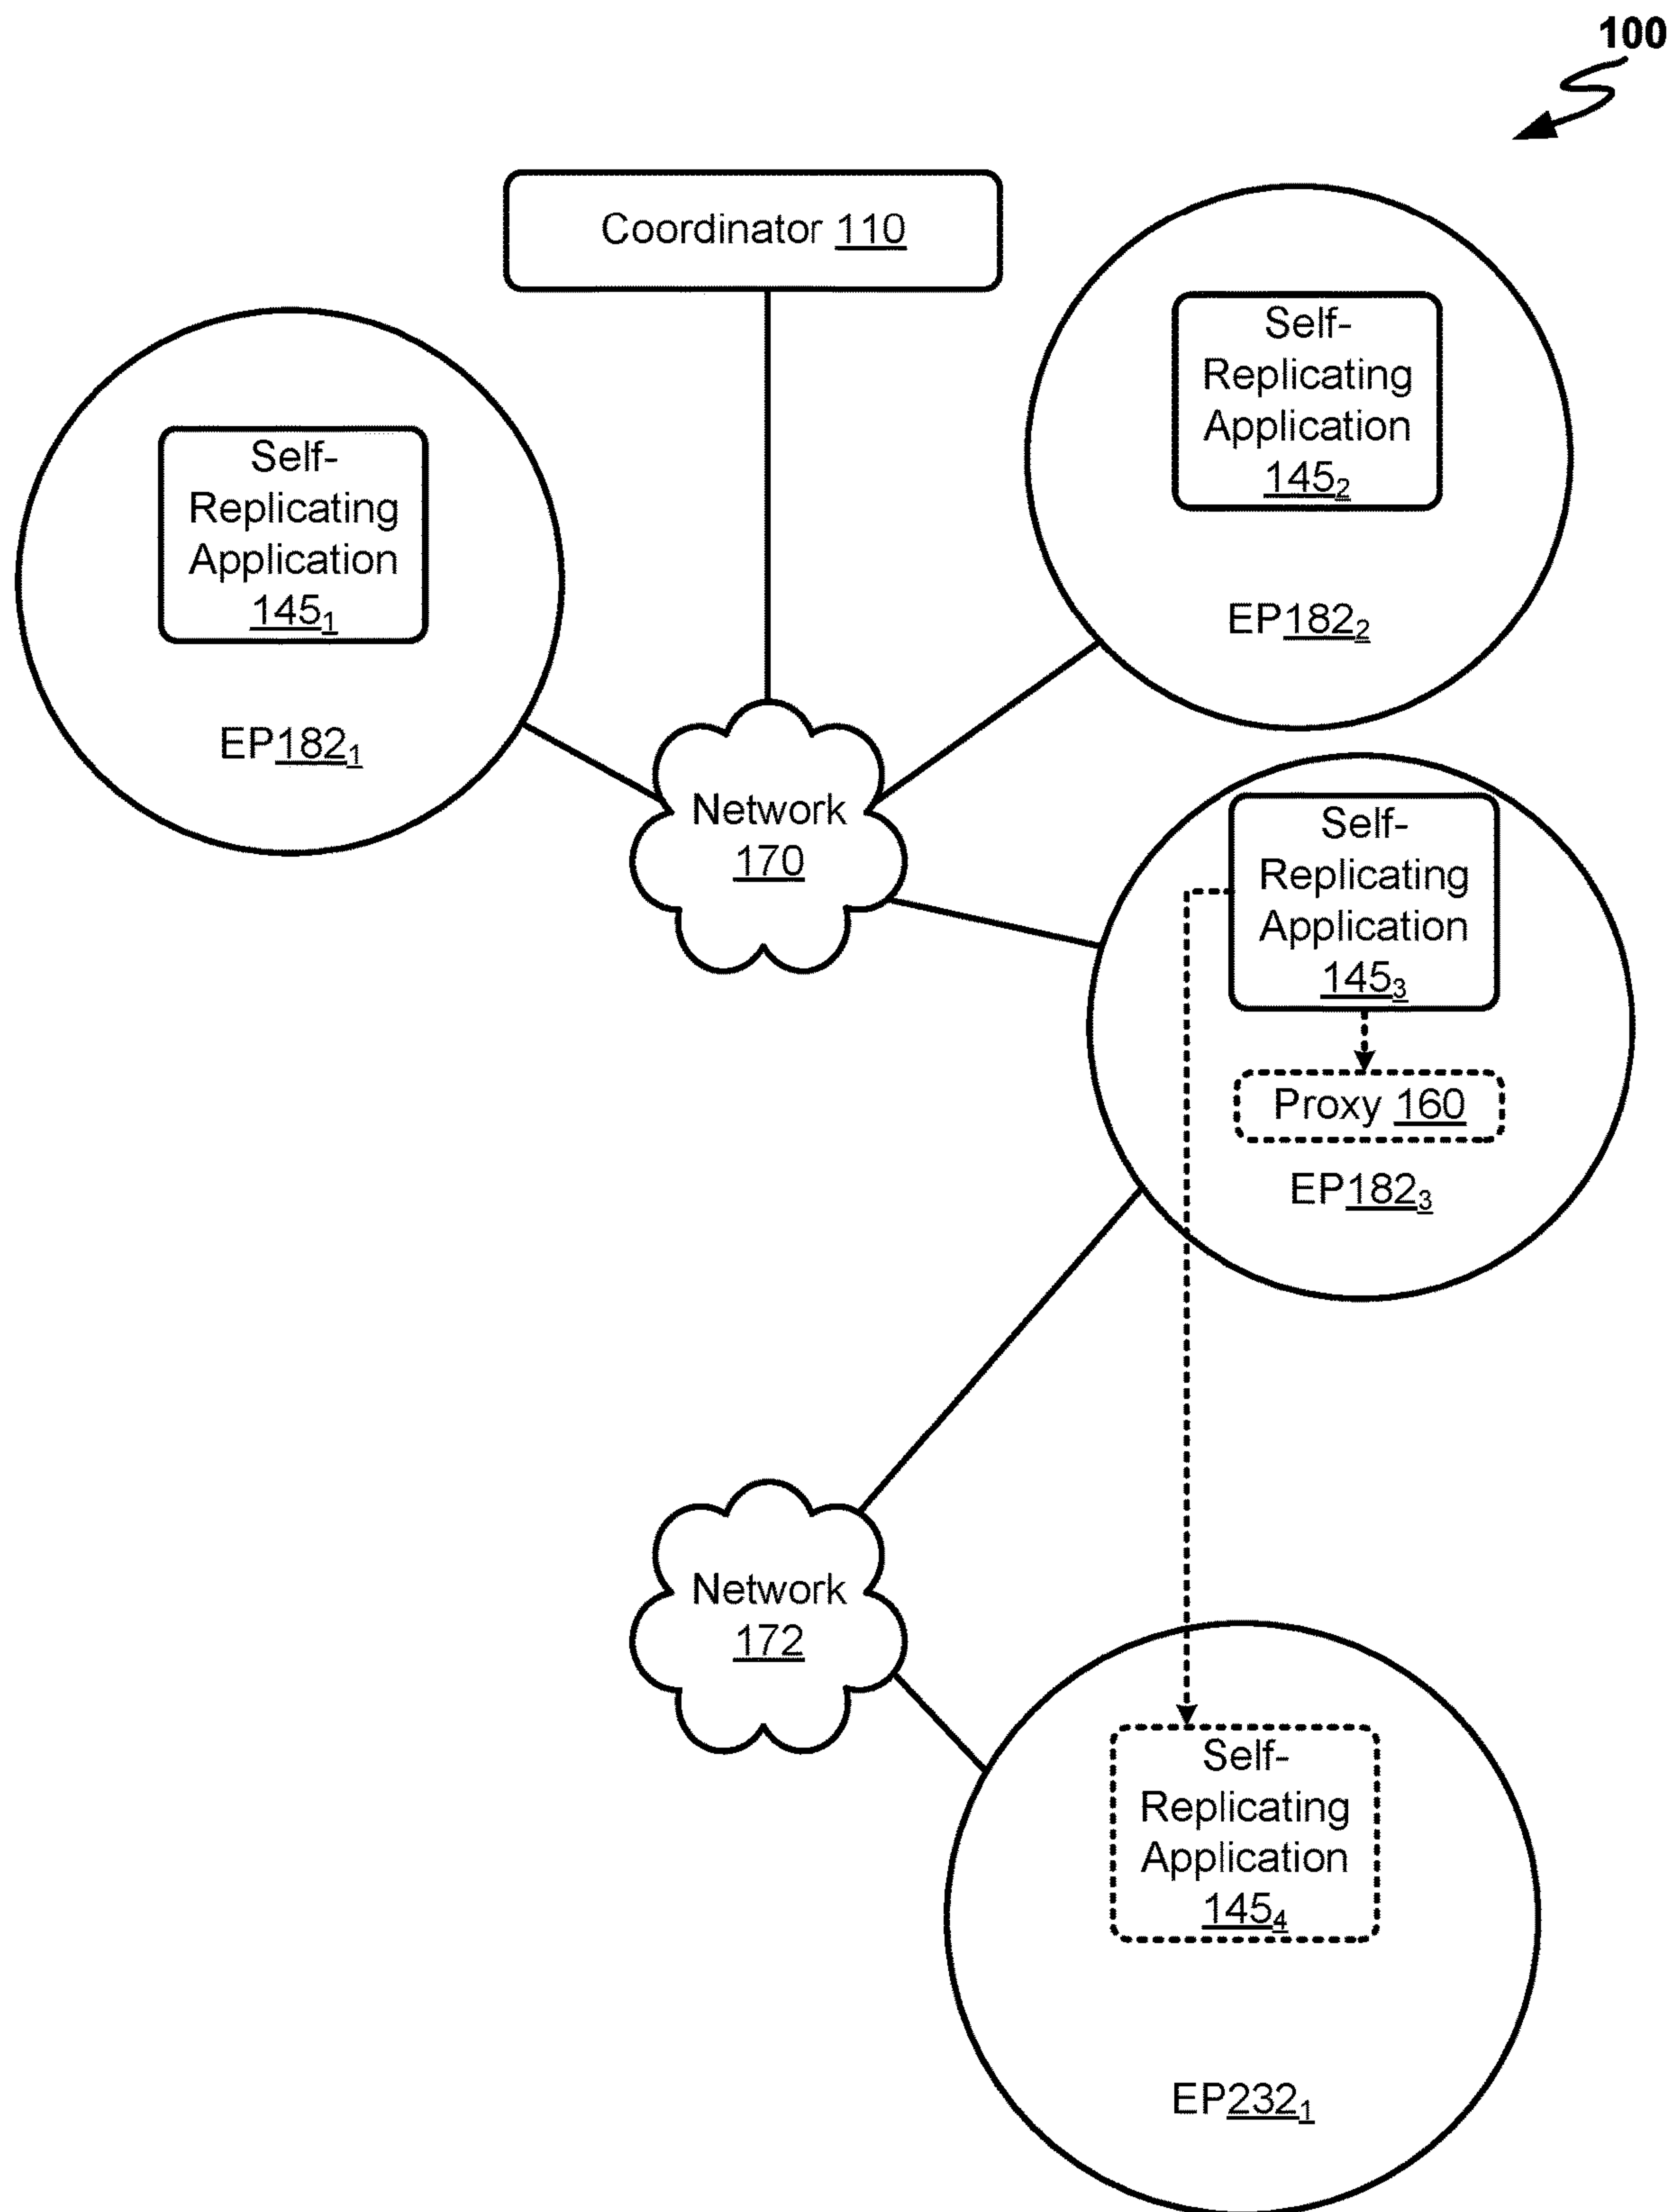 100
Coordinator 110
Self-
Replicating
Application
145₂
EP182₂
Self-
Replicating
Application
145₁
EP182₁
Network
170
Self-
Replicating
Application
145₃
Proxy 160
EP182₃
Network
172
Self-
Replicating
Application
145₄
EP232₁